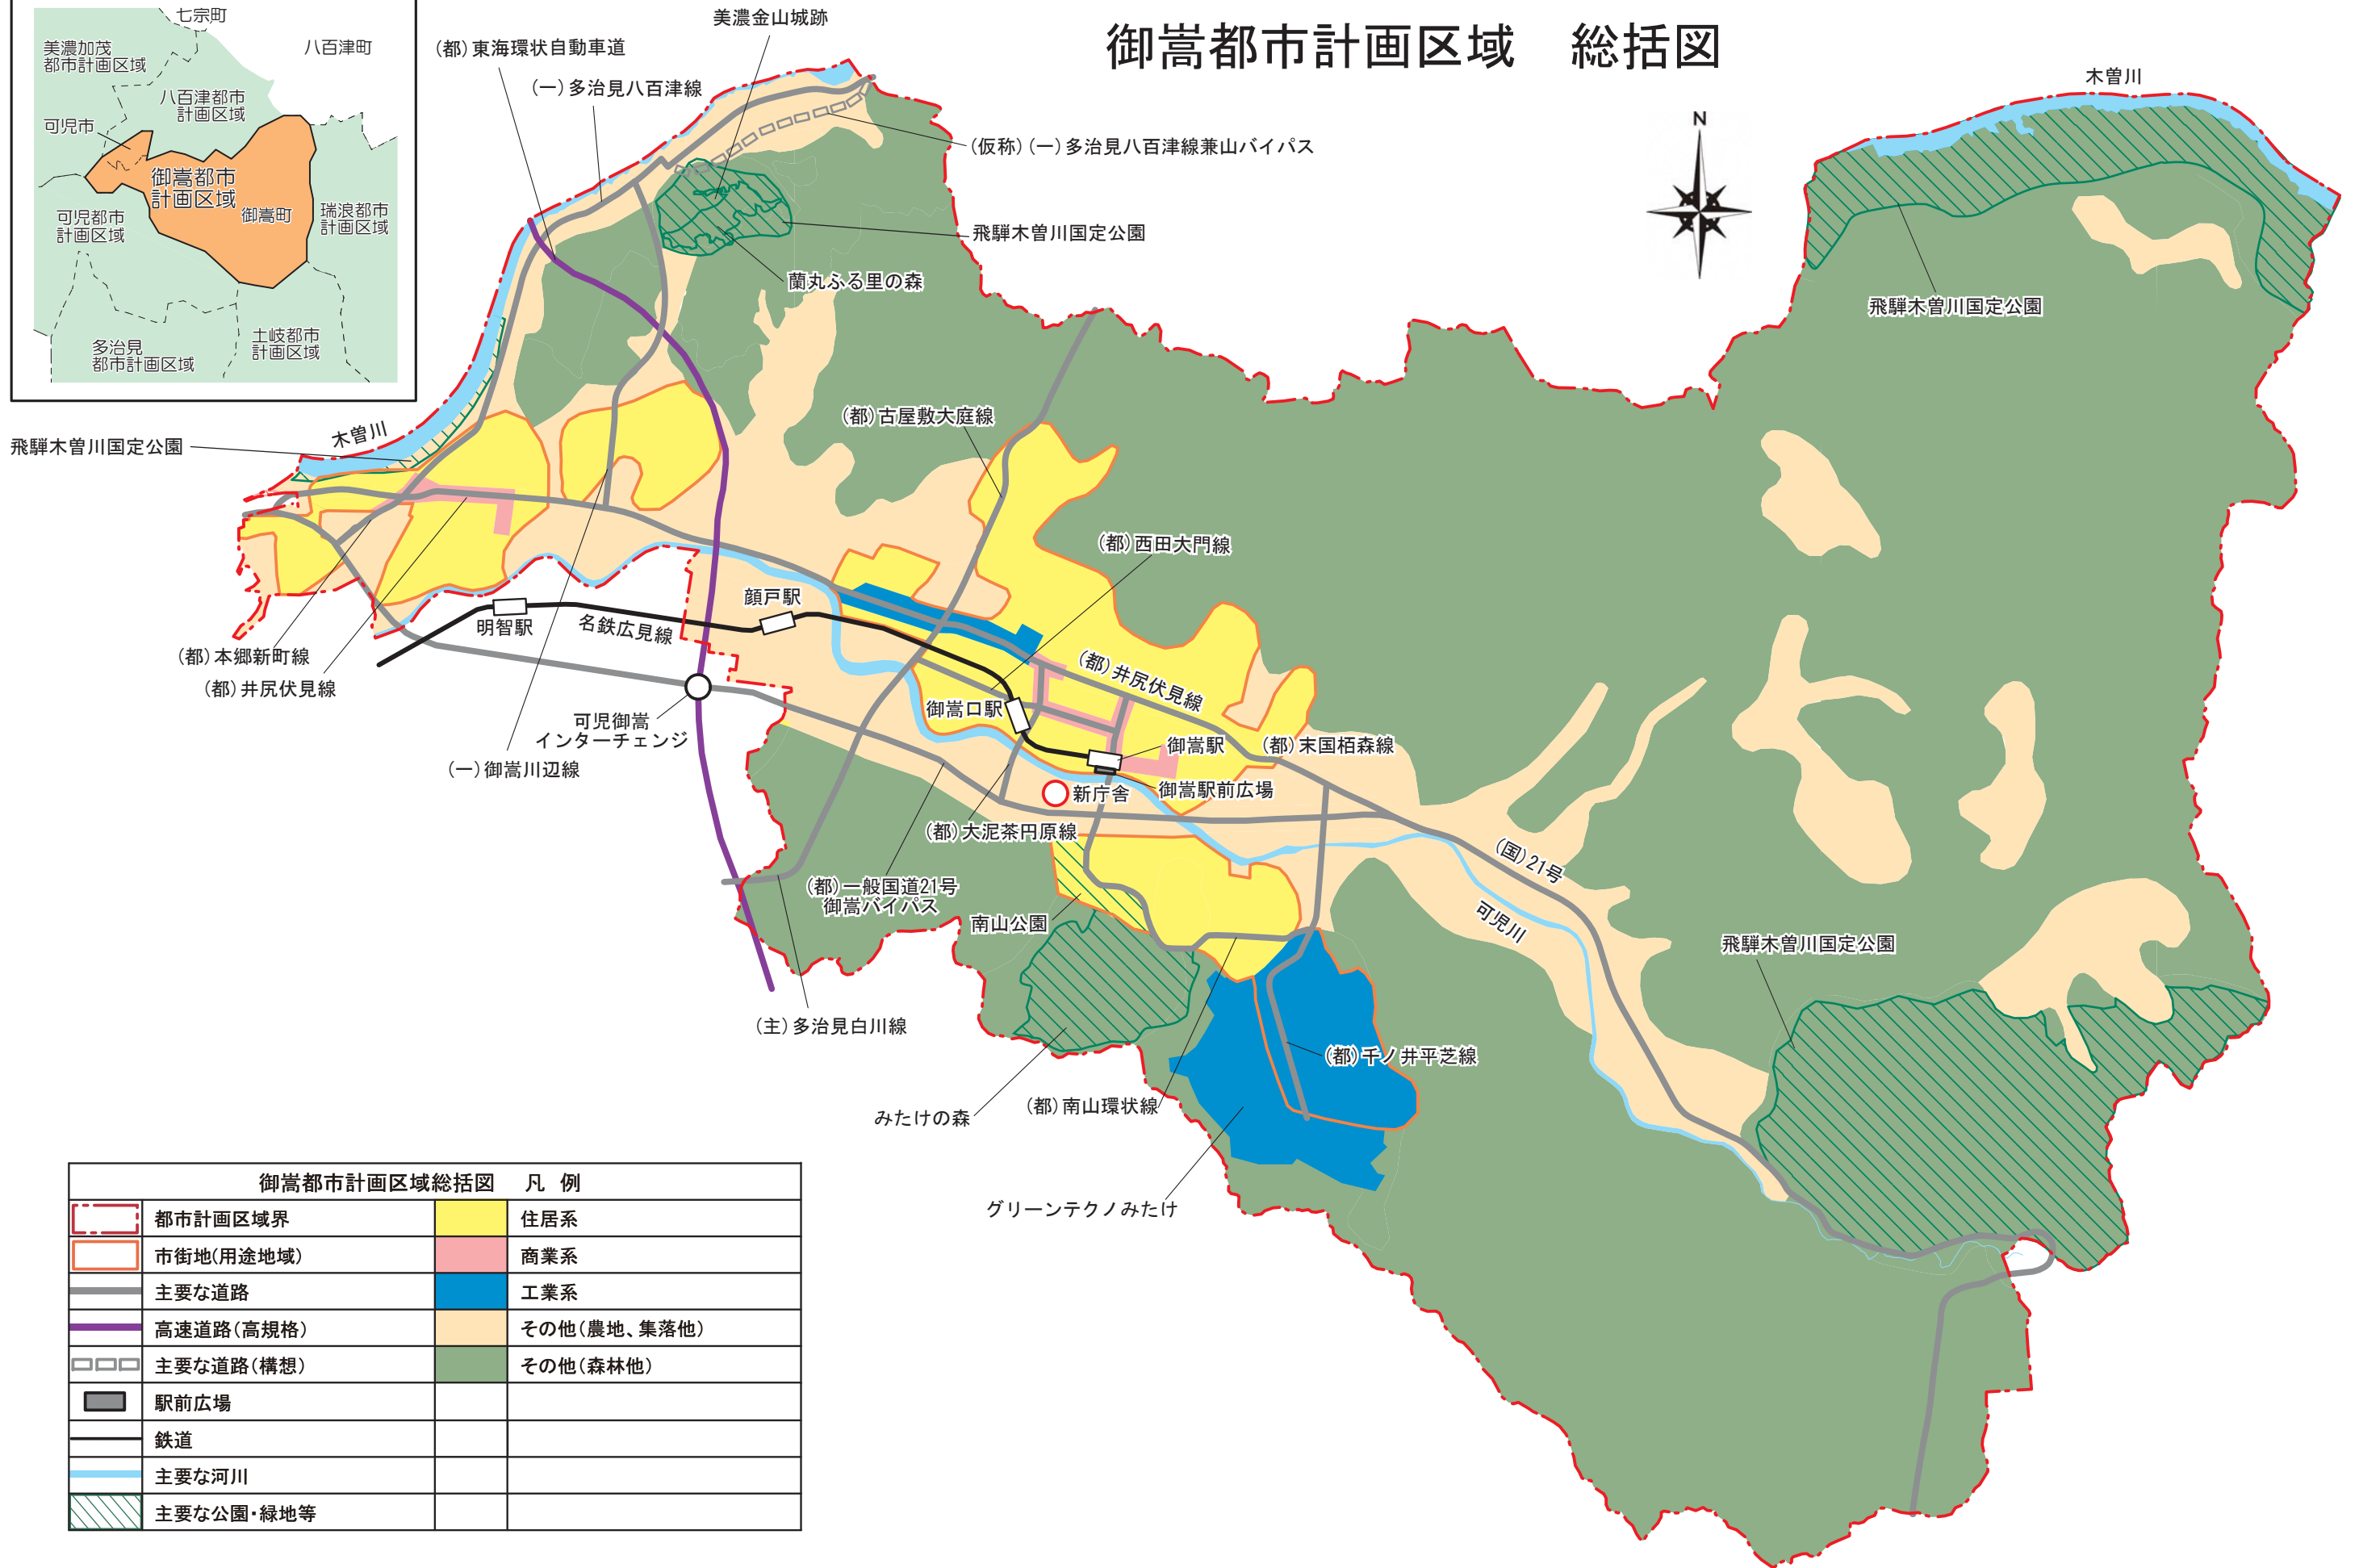 御嵩都市計画区域 総括図
七宗町
美濃加茂
都市計画区域
八百津町
八百津都市
計画区域
可児市
御嵩都市
計画区域
御嵩町
可児都市
計画区域
瑞浪都市
計画区域
多治見
都市計画区域
土岐都市
計画区域
美濃金山城跡
(都)東海環状自動車道
(一)多治見八百津線
(仮称)(一)多治見八百津線兼山バイパス
飛騨木曽川国定公園
蘭丸ふる里の森
木曽川
N
飛騨木曽川国定公園
飛騨木曽川国定公園
木曽川
(都)古屋敷大庭線
(都)西田大門線
顔戸駅
明智駅
名鉄広見線
(都)本郷新町線
(都)井尻伏見線
(都)井尻伏見線
御嵩口駅
可児御嵩
インターチェンジ
御嵩駅
(都)末国栢森線
(一)御嵩川辺線
新庁舎
御嵩駅前広場
(都)大泥茶円原線
(国)21号
(都)一般国道21号
御嵩バイパス
南山公園
可児川
飛騨木曽川国定公園
(主)多治見白川線
(都)千ノ井平芝線
みたけの森
(都)南山環状線
グリーンテクノみたけ
御嵩都市計画区域総括図 凡 例
都市計画区域界
住居系
市街地(用途地域)
商業系
主要な道路
工業系
高速道路(高規格)
その他(農地、集落他)
主要な道路(構想)
その他(森林他)
駅前広場
鉄道
主要な河川
主要な公園・緑地等